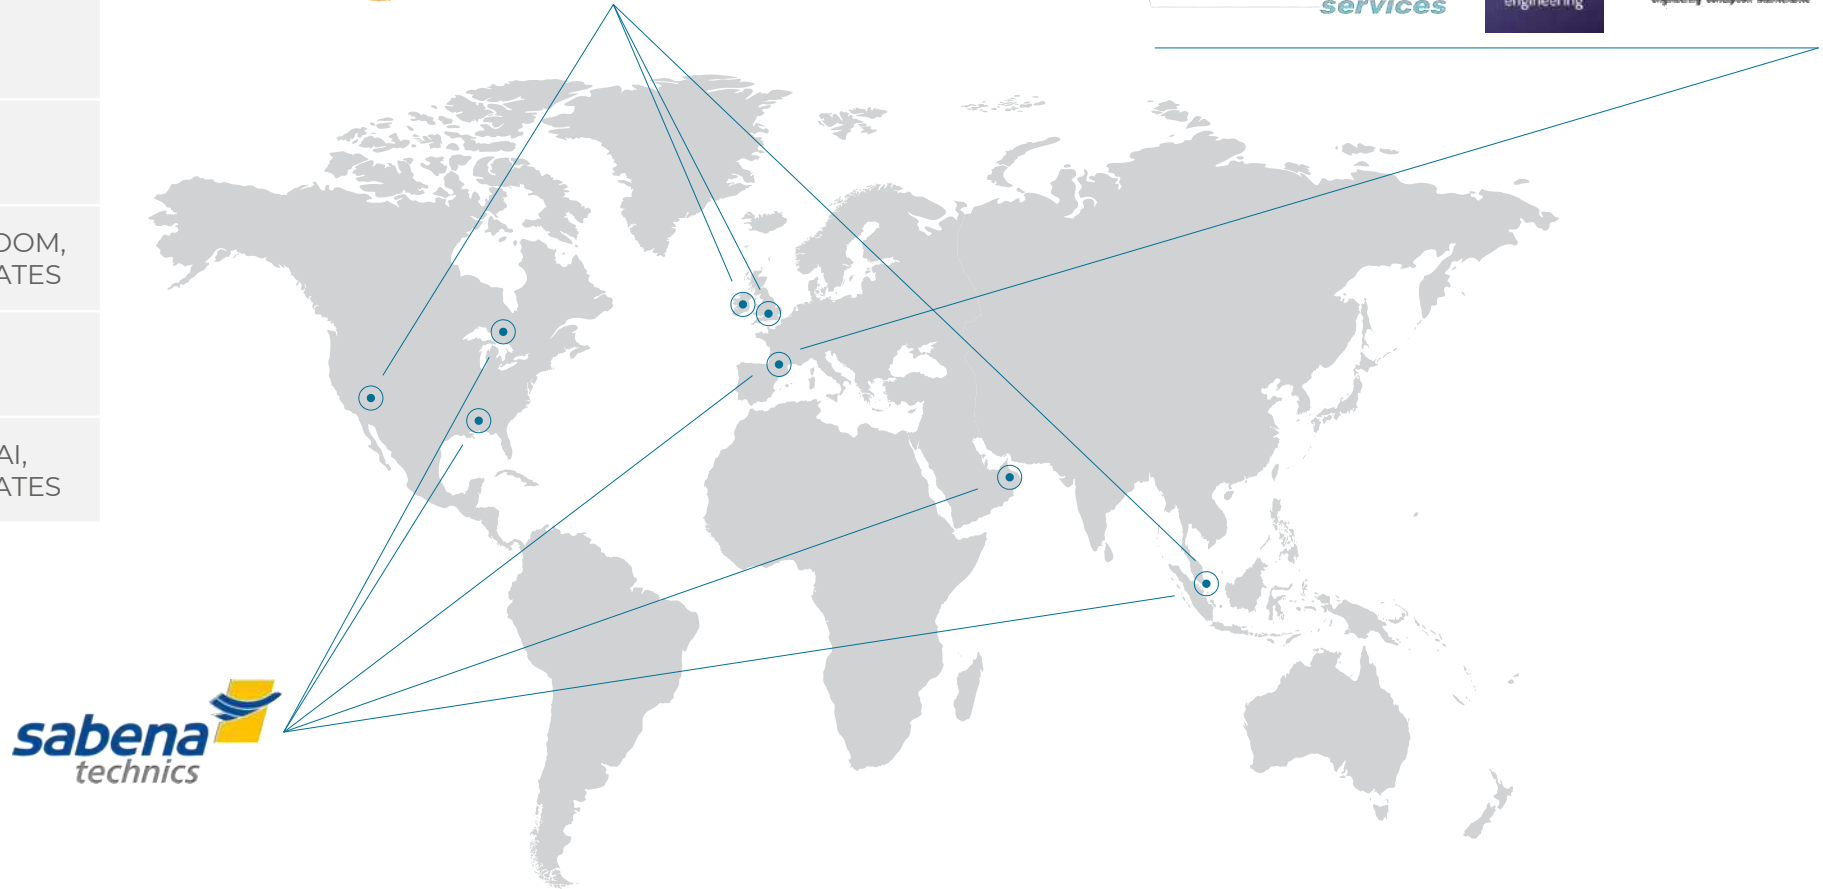 services
engineering
DOM,
ATES
AI,
ATES
sabena
technics